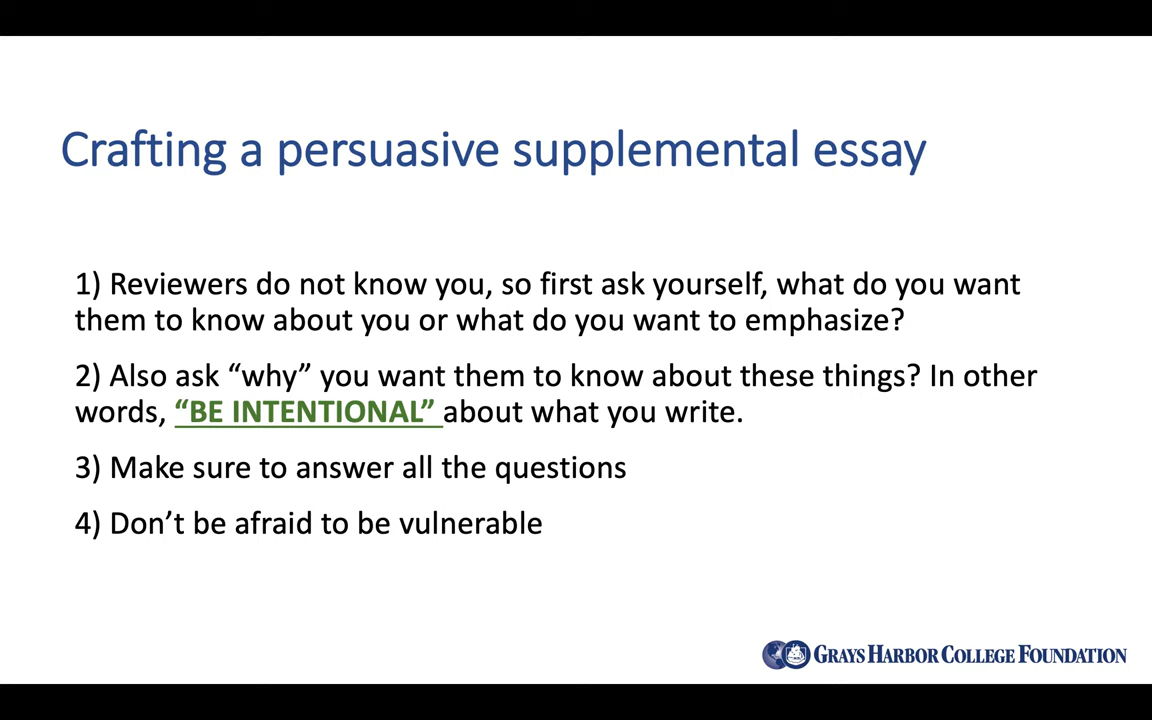 Crafting a persuasive supplemental essay
1) Reviewers do not know you, so first ask yourself, what do you want
them to know about you or what do you want to emphasize?
2) Also ask “why” you want them to know about these things? In other
words, “BE INTENTIONAL” about what you write.
3) Make sure to answer all the questions
4) Don’t be afraid to be vulnerable
GRAYS HARBOR COLLEGE FOUNDATION